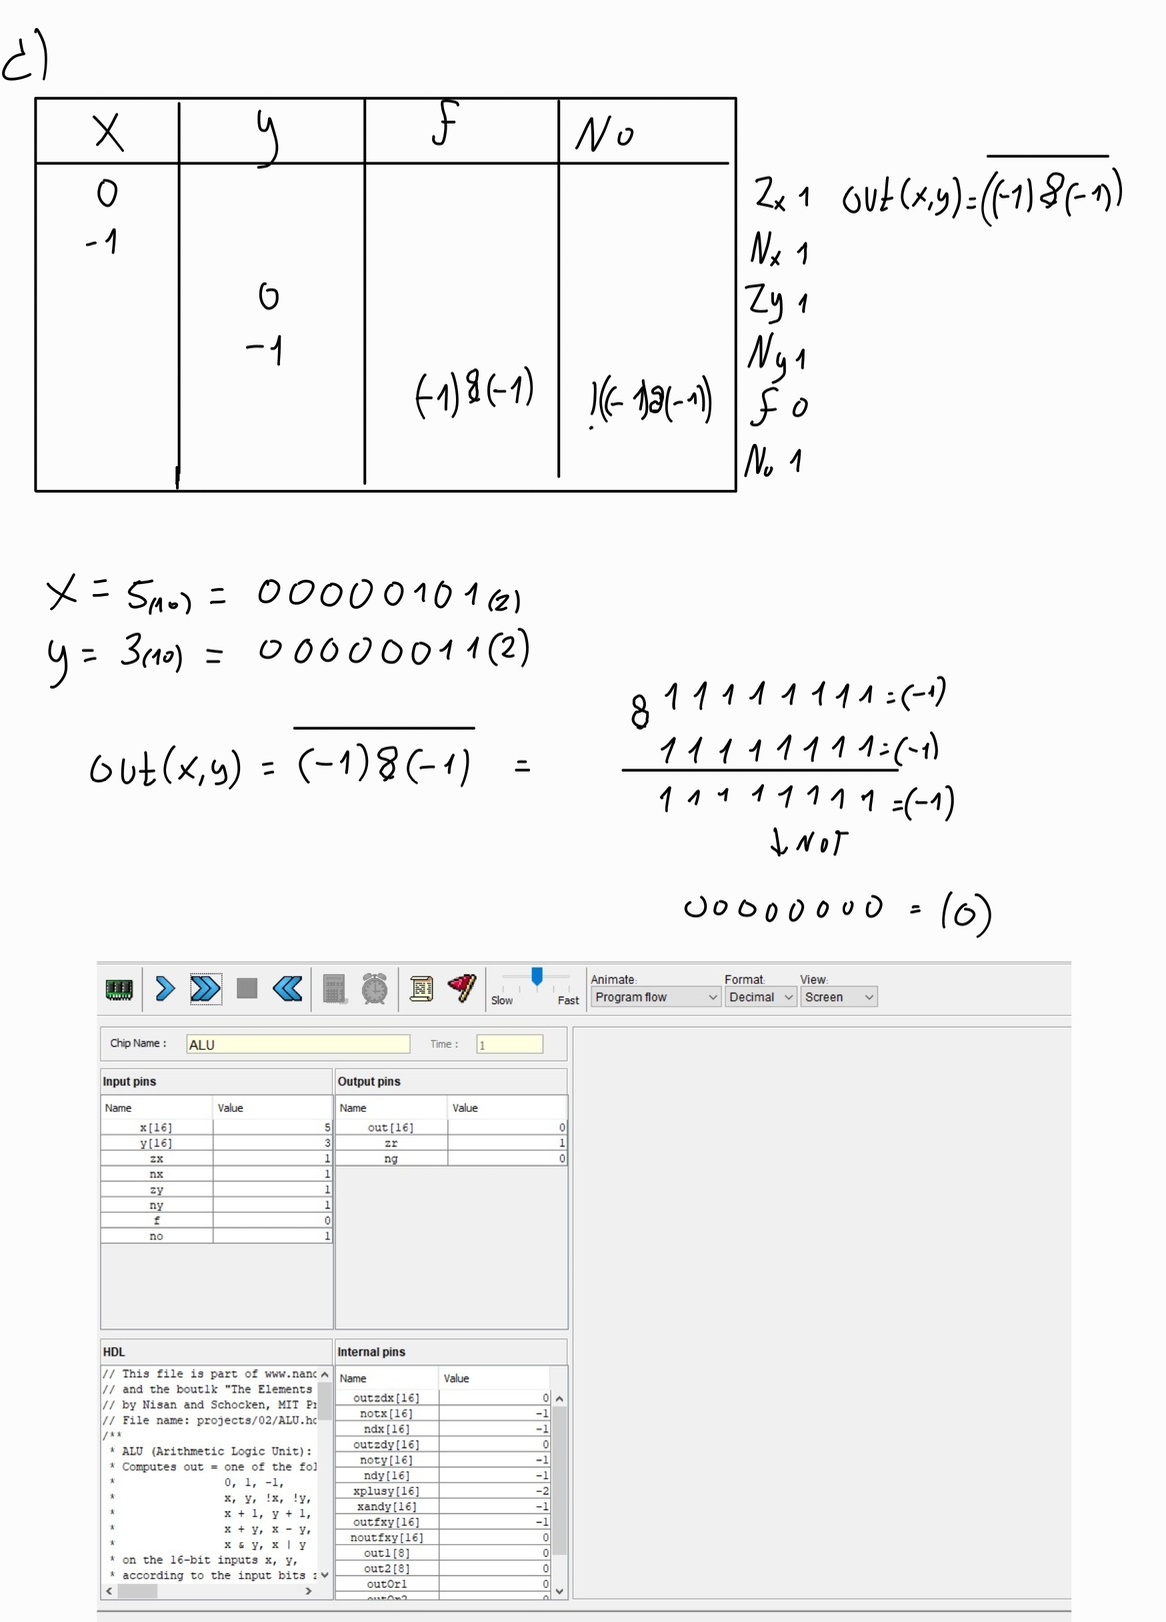 c)
X y f No
0
-1
0
-1
(-1)&(-1) !((-1)&(-1))
Zx 1 out(x,y)=((-1)&(-1))
Nx 1
Zy 1
Ny 1
f 0
No 1
X = 5(10) = 00000101(2)
y = 3(10) = 00000011(2)
out(x,y) = (-1)&(-1) =
& 11111111=(-1)
11111111=(-1)
11111111=(-1)
↓ NOT
00000000 = (0)
Slow Fast
Animate:
Program flow
Format:
Decimal
View:
Screen
Chip Name : ALU Time : 1
Input pins
Name Value
x[16] 5
y[16] 3
zx 1
nx 1
zy 1
ny 1
f 0
no 1
Output pins
Name Value
out[16] 0
zr 1
ng 0
HDL
// This file is part of www.nanc
// and the bout1k "The Elements
// by Nisan and Schocken, MIT Pr
// File name: projects/02/ALU.hc
/**
* ALU (Arithmetic Logic Unit):
* Computes out = one of the fol
* 0, 1, -1,
* x, y, !x, !y,
* x + 1, y + 1,
* x + y, x - y,
* x & y, x | y
* on the 16-bit inputs x, y,
* according to the input bits
Internal pins
Name Value
outzdx[16] 0
notx[16] -1
ndx[16] -1
outzdy[16] 0
noty[16] -1
ndy[16] -1
xplusy[16] -2
xandy[16] -1
outfxy[16] -1
noutfxy[16] 0
out1[8] 0
out2[8] 0
outOr1 0
outOr2 0